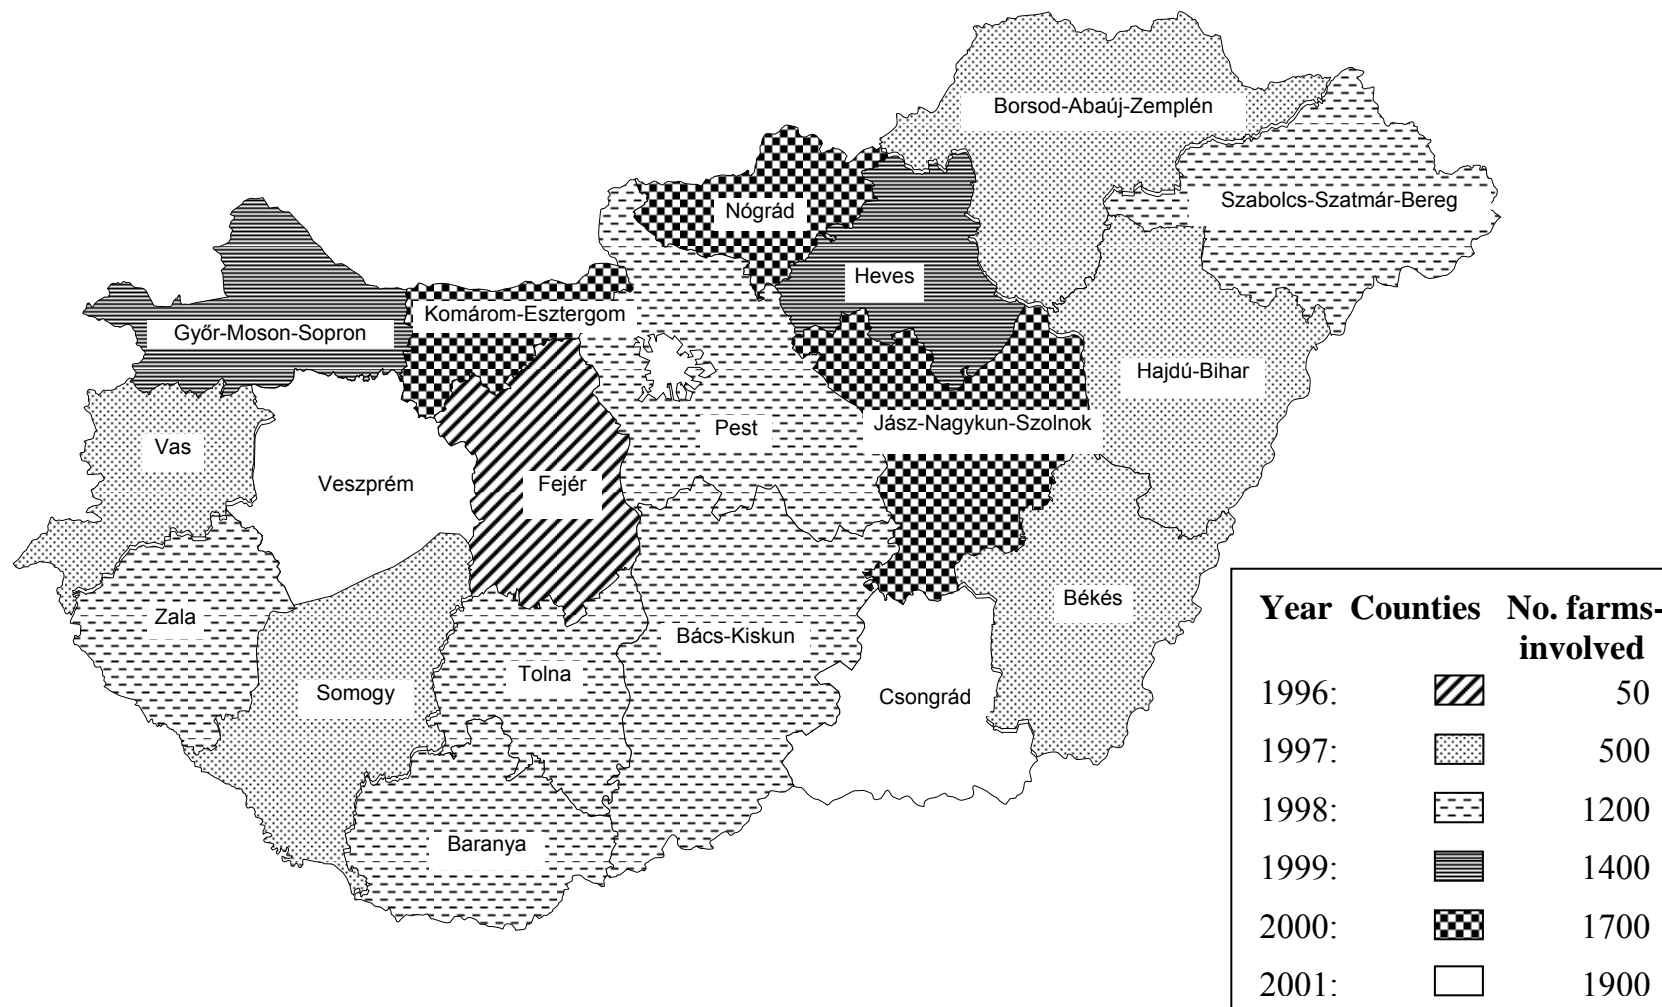 Borsod-Abaúj-Zemplén
Szabolcs-Szatmár-Bereg
Nógrád
Heves
Komárom-Esztergom
Győr-Moson-Sopron
Hajdú-Bihar
Jász-Nagykun-Szolnok
Pest
Vas
Veszprém
Fejér
Békés
Zala
Bács-Kiskun
Tolna
Somogy
Csongrád
Baranya
Year Counties No. farms-
involved
1996: 50
1997: 500
1998: 1200
1999: 1400
2000: 1700
2001: 1900